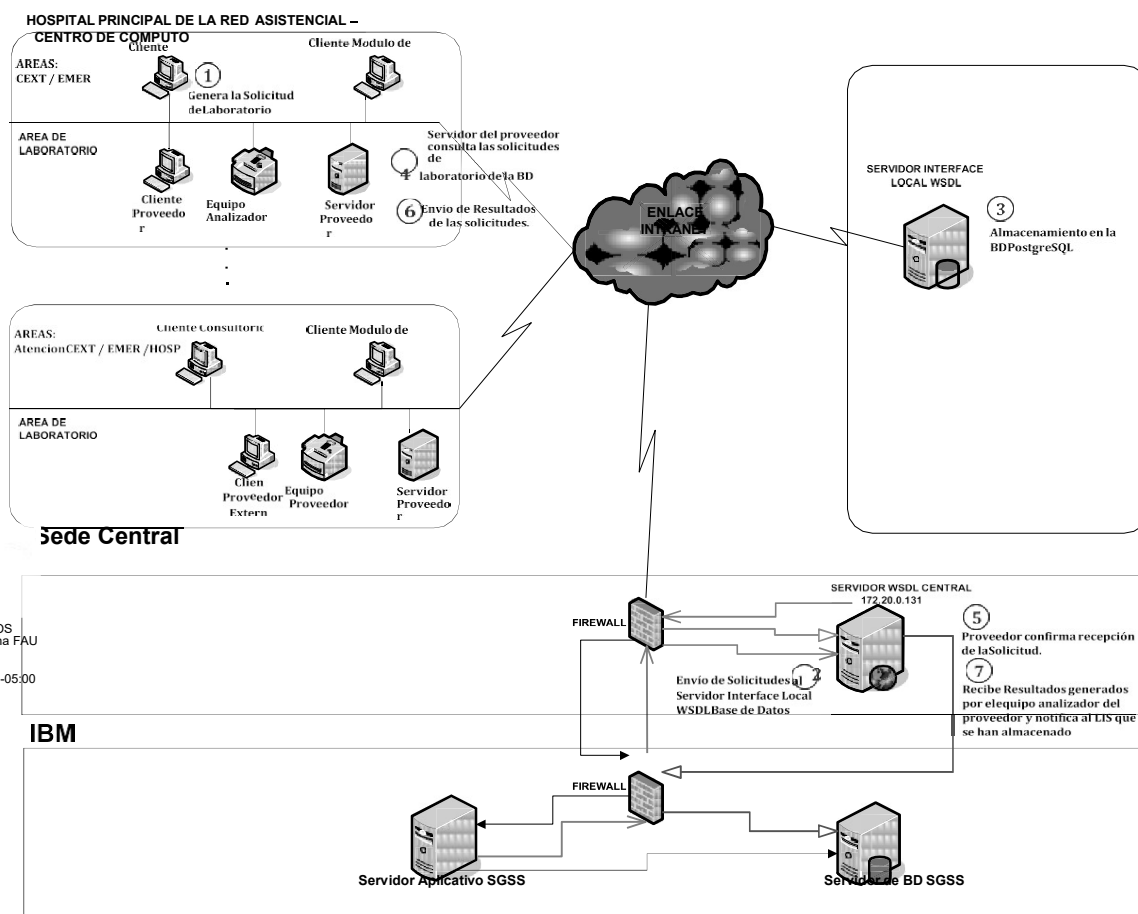 HOSPITAL PRINCIPAL DE LA RED ASISTENCIAL –
CENTRO DE COMPUTO
AREAS:
CEXT / EMER
Cliente
1
Genera la Solicitud
deLaboratorio
Cliente Modulo de
AREA DE
LABORATORIO
Cliente
Proveedo
r
Equipo
Analizador
Servidor
Proveedo
r
Servidor del proveedor
consulta las solicitudes
de
4
laboratorio de la BD
6
Envio de Resultados
de las solicitudes.
AREAS:
AtencionCEXT / EMER /HOSP
Cliente Consultoric
Cliente Modulo de
AREA DE
LABORATORIO
Clien
Proveedor
Extern
Equipo
Proveedor
Servidor
Proveedo
r
ENLACE
INTRANET
SERVIDOR INTERFACE
LOCAL WSDL
3
Almacenamiento en la
BDPostgreSQL
Sede Central
OS
na FAU
-05:00
FIREWALL
SERVIDOR WSDL CENTRAL
172.20.0.131
2
Envío de Solicitudes al
Servidor Interface Local
WSDLBase de Datos
5
Proveedor confirma recepción
de laSolicitud.
7
Recibe Resultados generados
por elequipo analizador del
proveedor y notifica al LIS que
se han almacenado
IBM
FIREWALL
Servidor Aplicativo SGSS
Servidor de BD SGSS